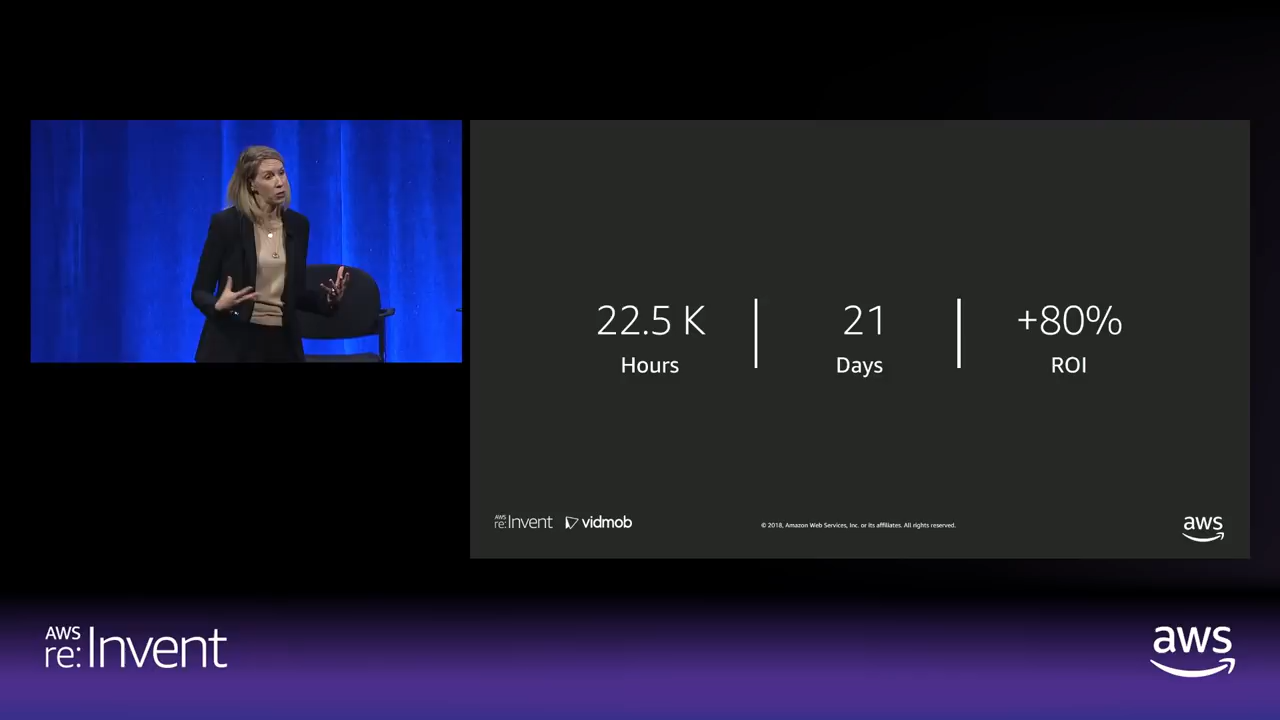 22.5 K
Hours
21
Days
+80%
ROI
AWS
re:Invent
vidmob
© 2018, Amazon Web Services, Inc. or its affiliates. All rights reserved.
aws
AWS
re:Invent
aws